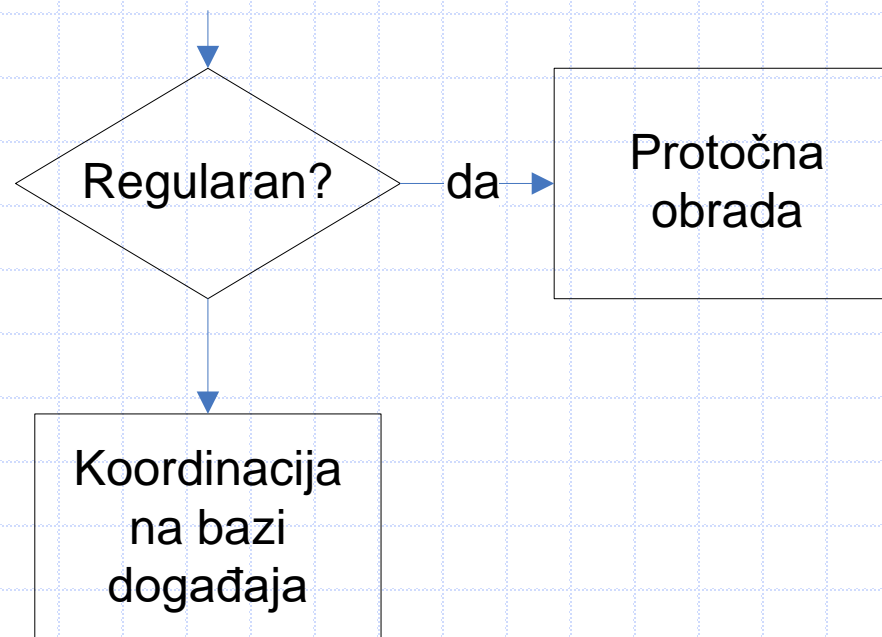 Regularan?
da
Protočna
obrada
Koordinacija
na bazi
događaja